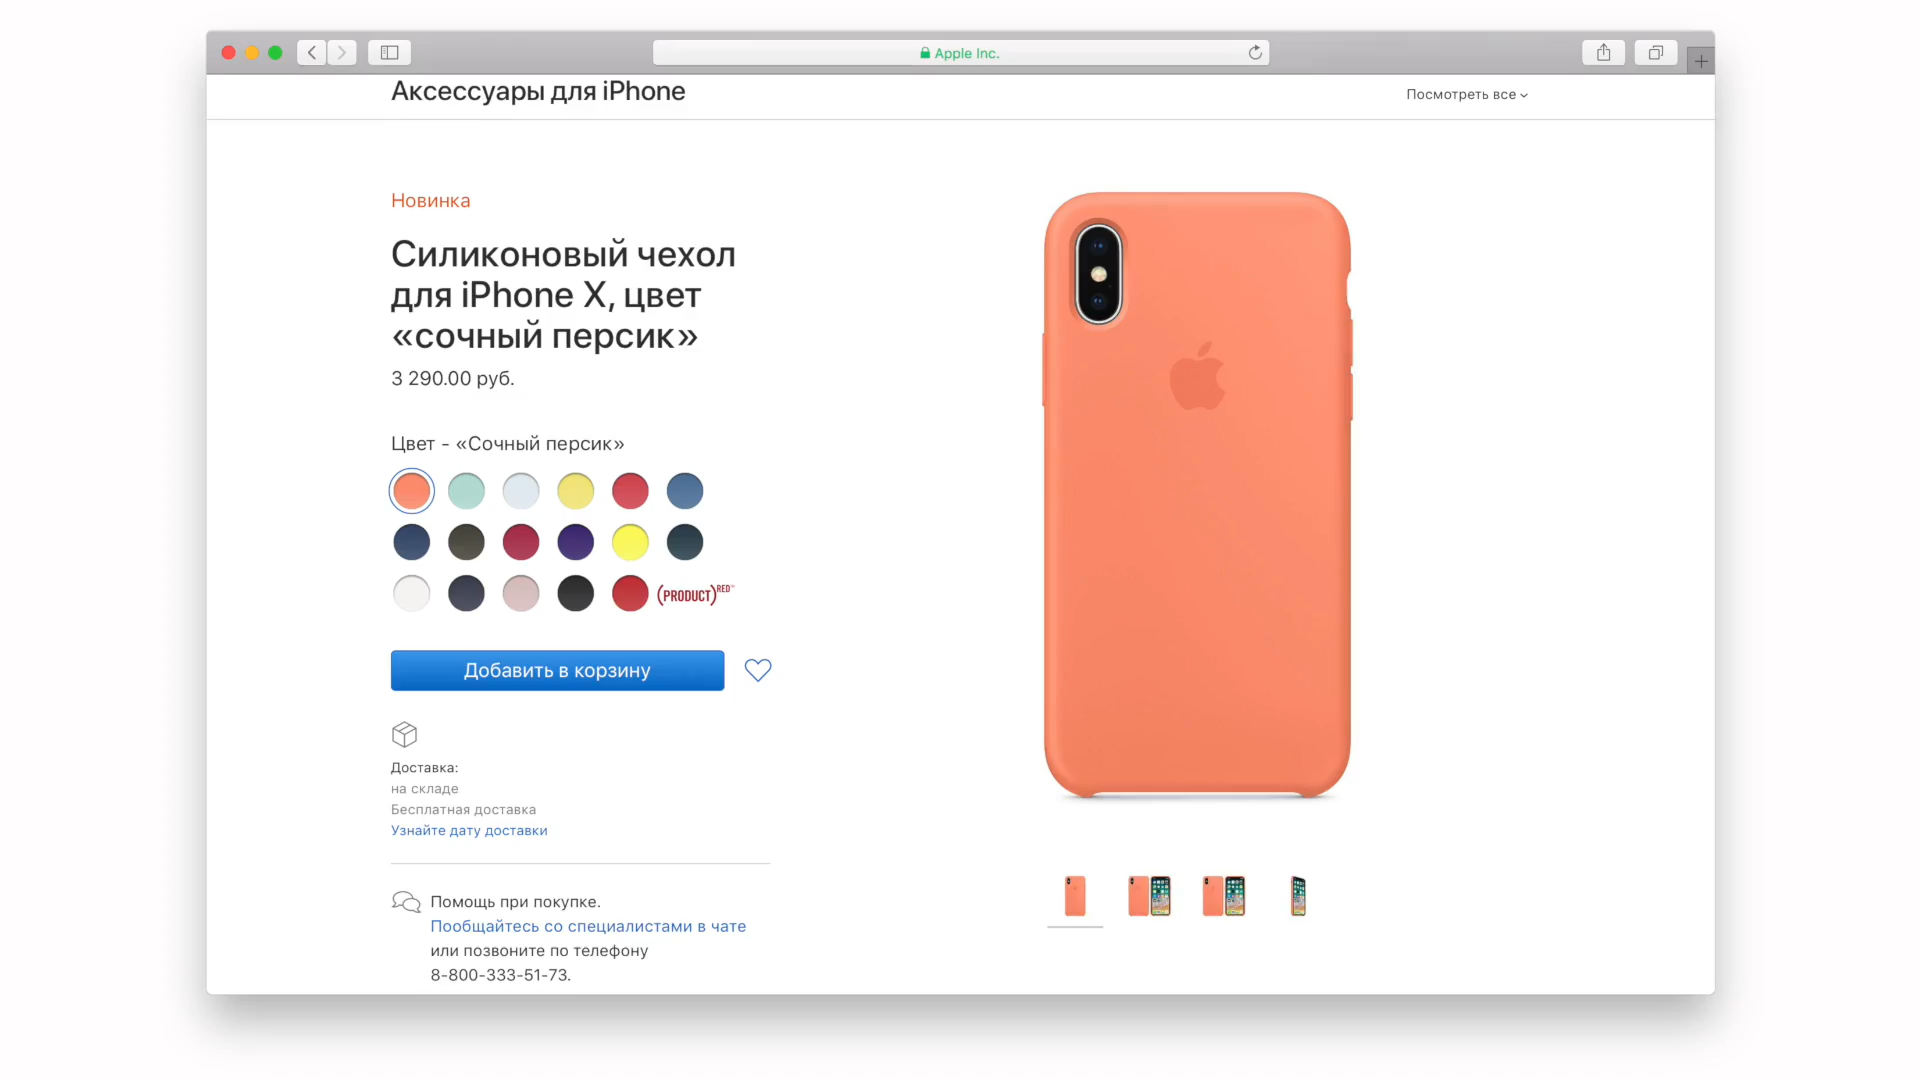 Apple Inc.
Аксессуары для iPhone
Посмотреть все
Новинка
Силиконовый чехол
для iPhone X, цвет
«сочный персик»
3 290.00 руб.
Цвет - «Сочный персик»
(PRODUCT)RED™
Добавить в корзину
Доставка:
на складе
Бесплатная доставка
Узнайте дату доставки
Помощь при покупке.
Пообщайтесь со специалистами в чате
или позвоните по телефону
8-800-333-51-73.